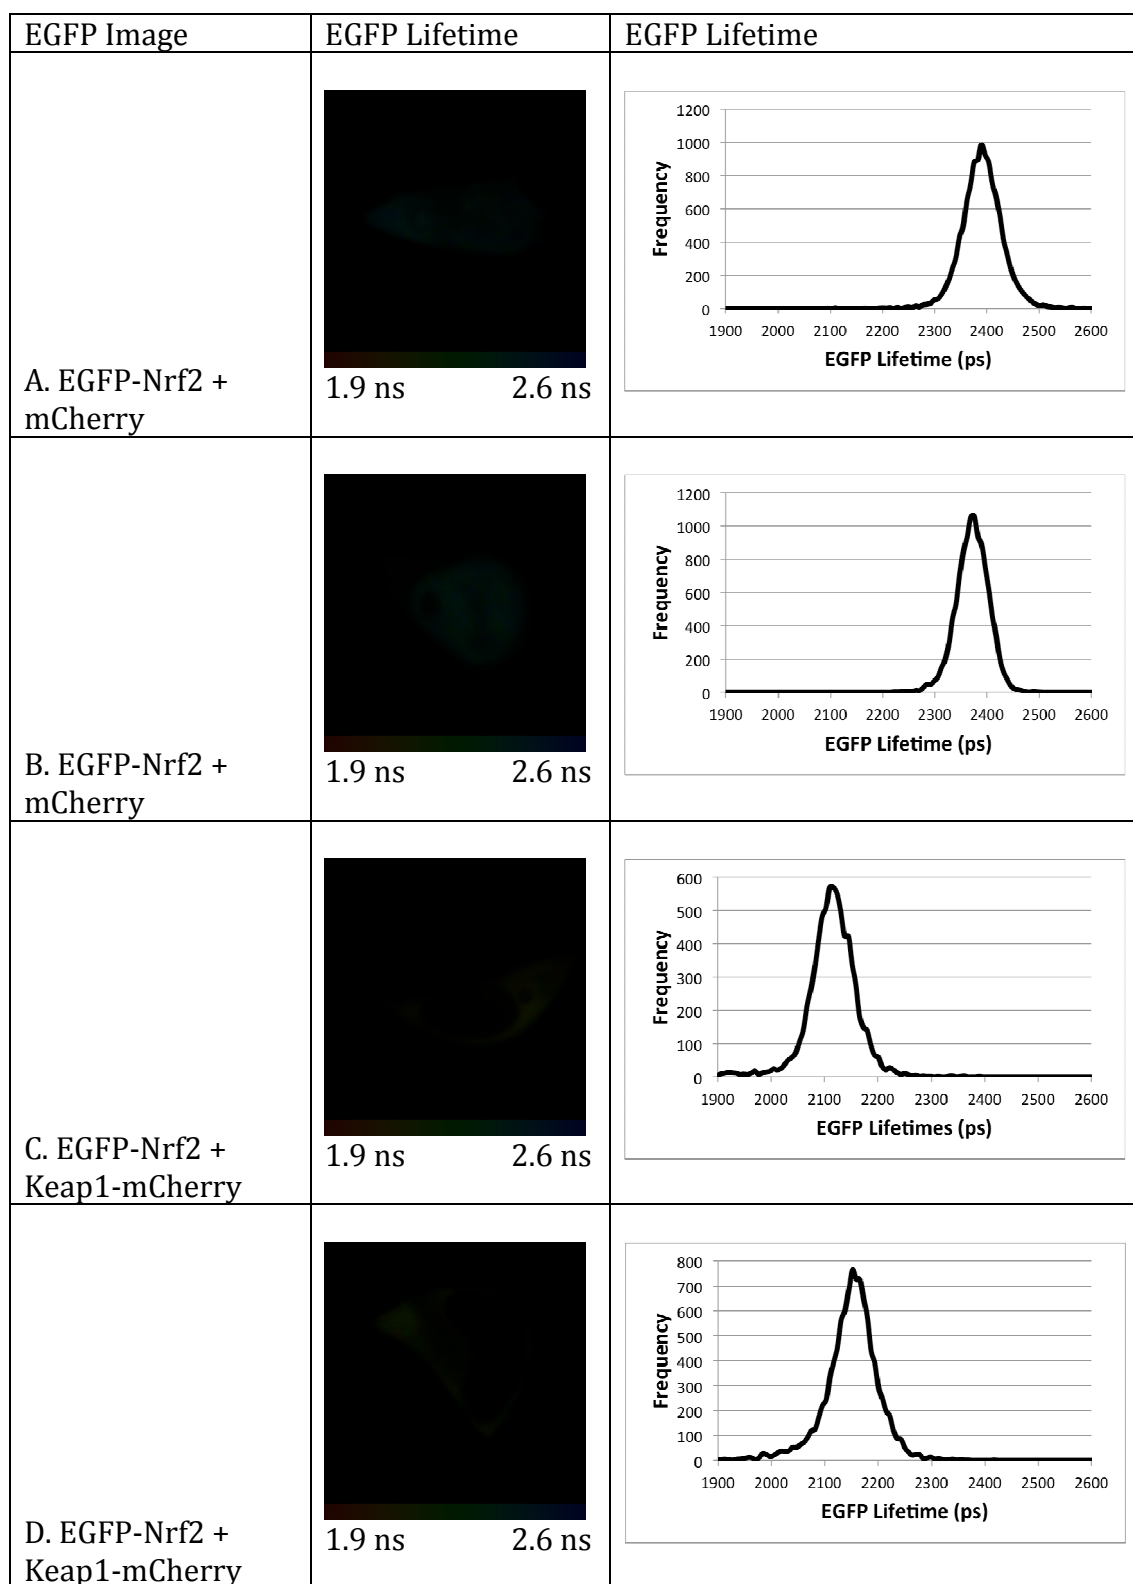 EGFP Image
EGFP Lifetime
EGFP Lifetime
A. EGFP-Nrf2 +
mCherry
1.9 ns
2.6 ns
1200
1000
800
600
400
200
0
Frequency
1900 2000 2100 2200 2300 2400 2500 2600
EGFP Lifetime (ps)
B. EGFP-Nrf2 +
mCherry
1.9 ns
2.6 ns
1200
1000
800
600
400
200
0
Frequency
1900 2000 2100 2200 2300 2400 2500 2600
EGFP Lifetime (ps)
C. EGFP-Nrf2 +
Keap1-mCherry
1.9 ns
2.6 ns
600
500
400
300
200
100
0
Frequency
1900 2000 2100 2200 2300 2400 2500 2600
EGFP Lifetimes (ps)
D. EGFP-Nrf2 +
Keap1-mCherry
1.9 ns
2.6 ns
800
700
600
500
400
300
200
100
0
Frequency
1900 2000 2100 2200 2300 2400 2500 2600
EGFP Lifetime (ps)